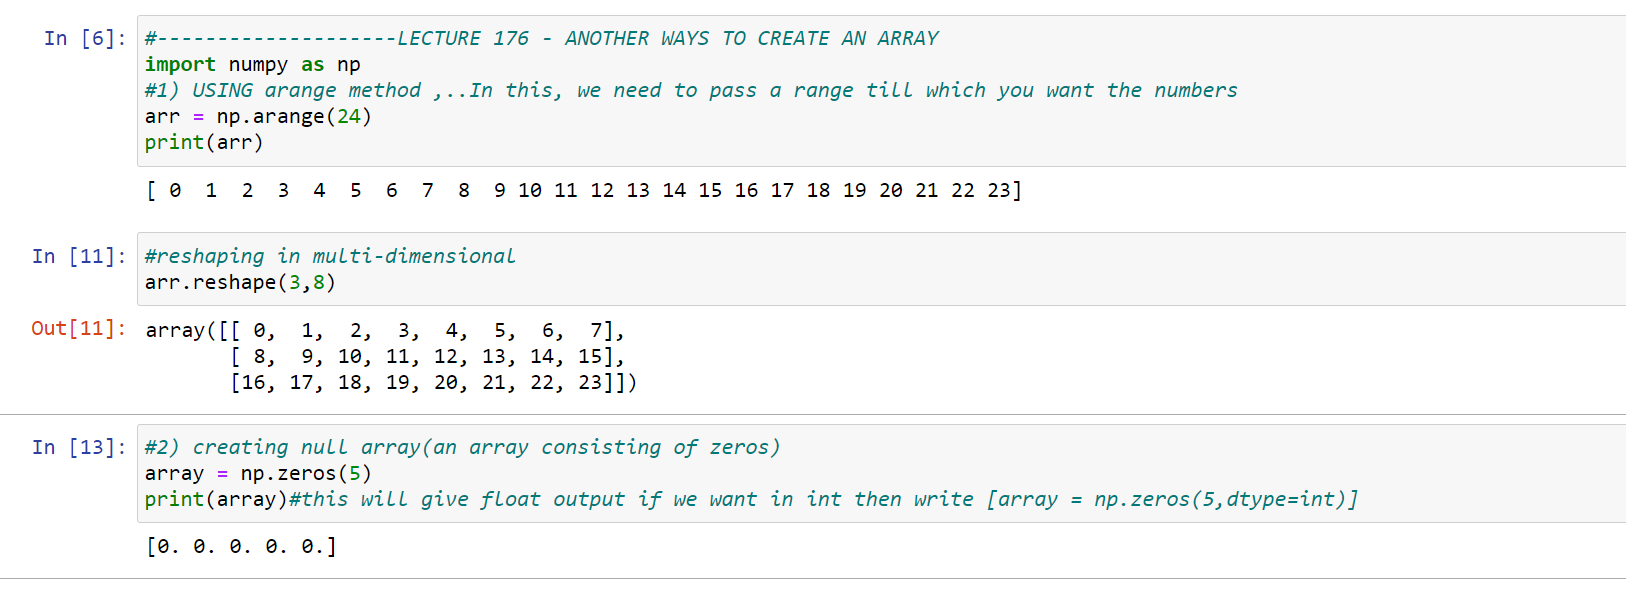 In [6]: #--------------------LECTURE 176 - ANOTHER WAYS TO CREATE AN ARRAY
import numpy as np
#1) USING arange method ,..In this, we need to pass a range till which you want the numbers
arr = np.arange(24)
print(arr)
[ 0  1  2  3  4  5  6  7  8  9 10 11 12 13 14 15 16 17 18 19 20 21 22 23]
In [11]: #reshaping in multi-dimensional
arr.reshape(3,8)
Out[11]: array([[ 0,  1,  2,  3,  4,  5,  6,  7],
       [ 8,  9, 10, 11, 12, 13, 14, 15],
       [16, 17, 18, 19, 20, 21, 22, 23]])
In [13]: #2) creating null array(an array consisting of zeros)
array = np.zeros(5)
print(array)#this will give float output if we want in int then write [array = np.zeros(5,dtype=int)]
[0. 0. 0. 0. 0.]